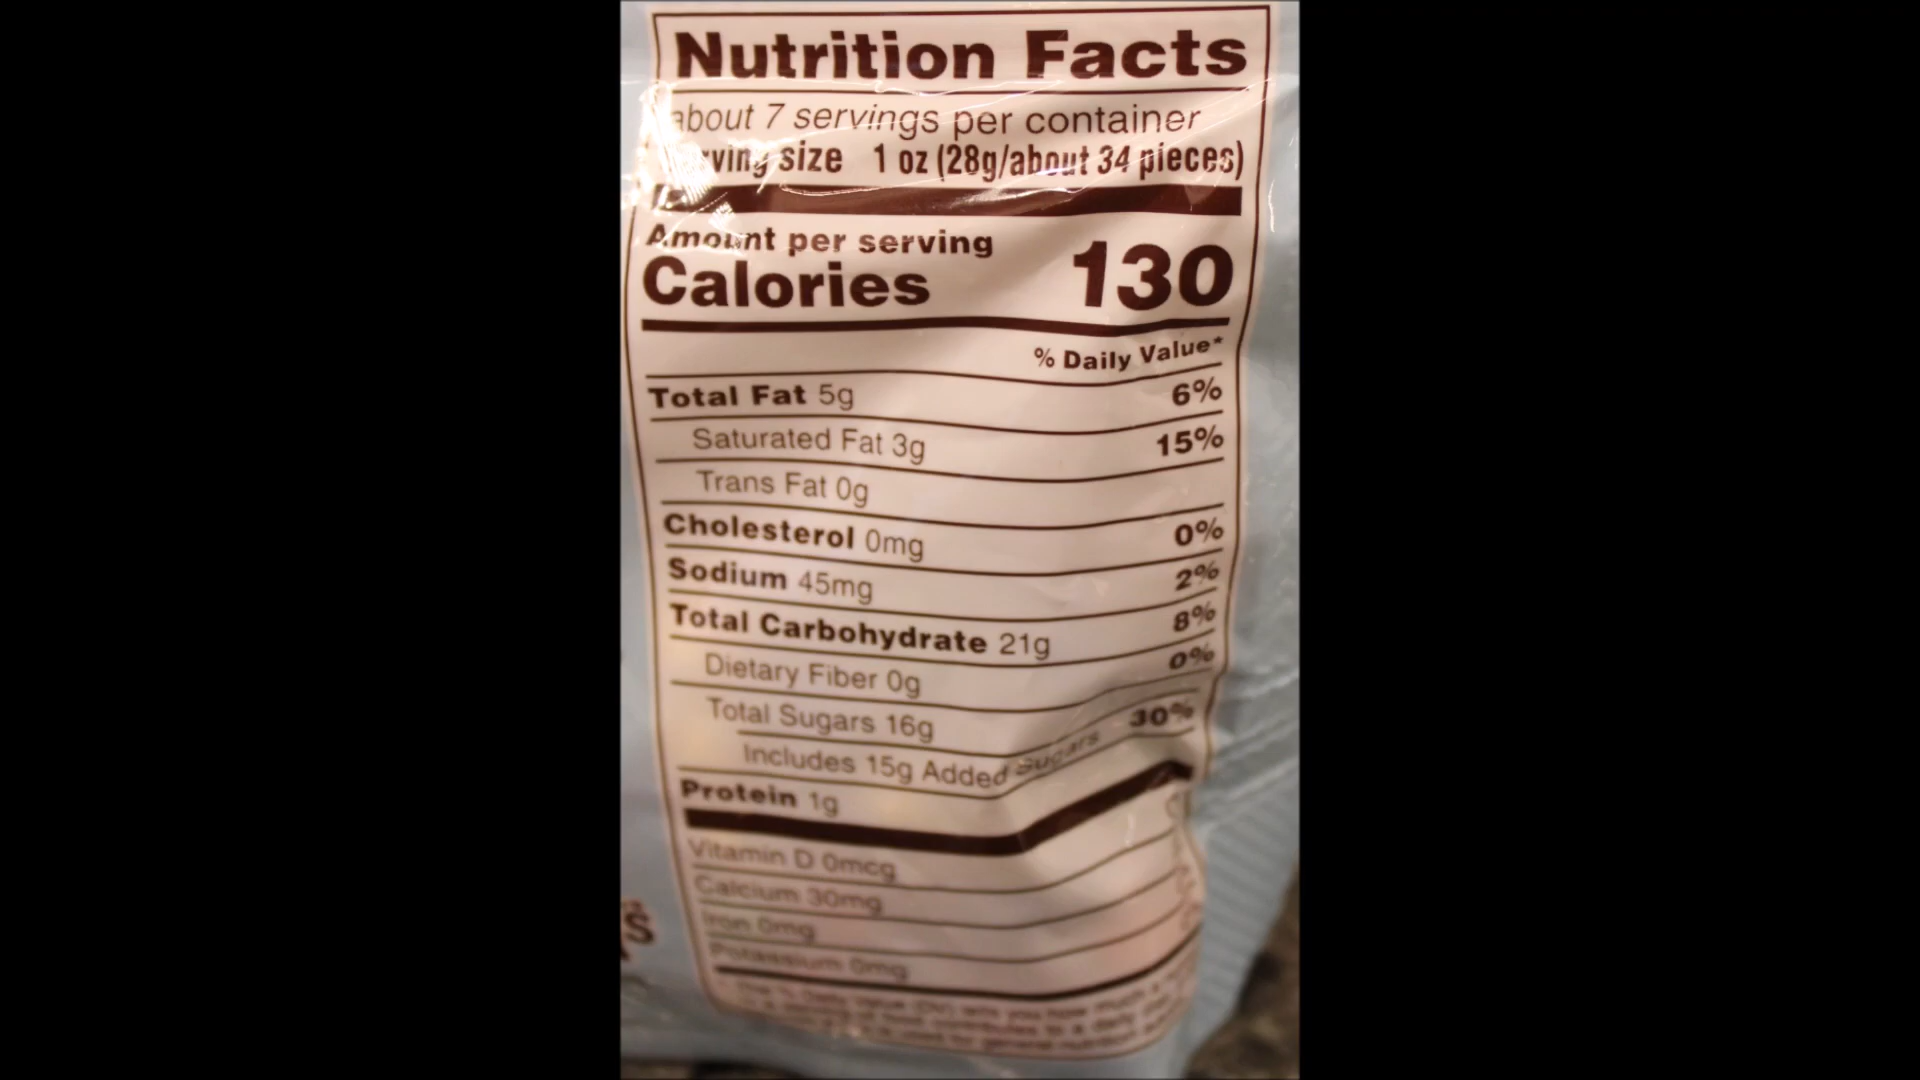 Nutrition Facts
about 7 servings per container
size 1 oz (28g/about 34 pieces)
Amount per serving
Calories 130
% Daily Value*
Total Fat 5g 6%
Saturated Fat 3g 15%
Trans Fat 0g
Cholesterol 0mg 0%
Sodium 45mg 2%
Total Carbohydrate 21g 8%
Dietary Fiber 0g 0%
Total Sugars 16g
Includes 15g Added Sugars 30%
Protein 1g
Vitamin D 0mcg
Calcium 30mg
Iron 0mg
Potassium 0mg